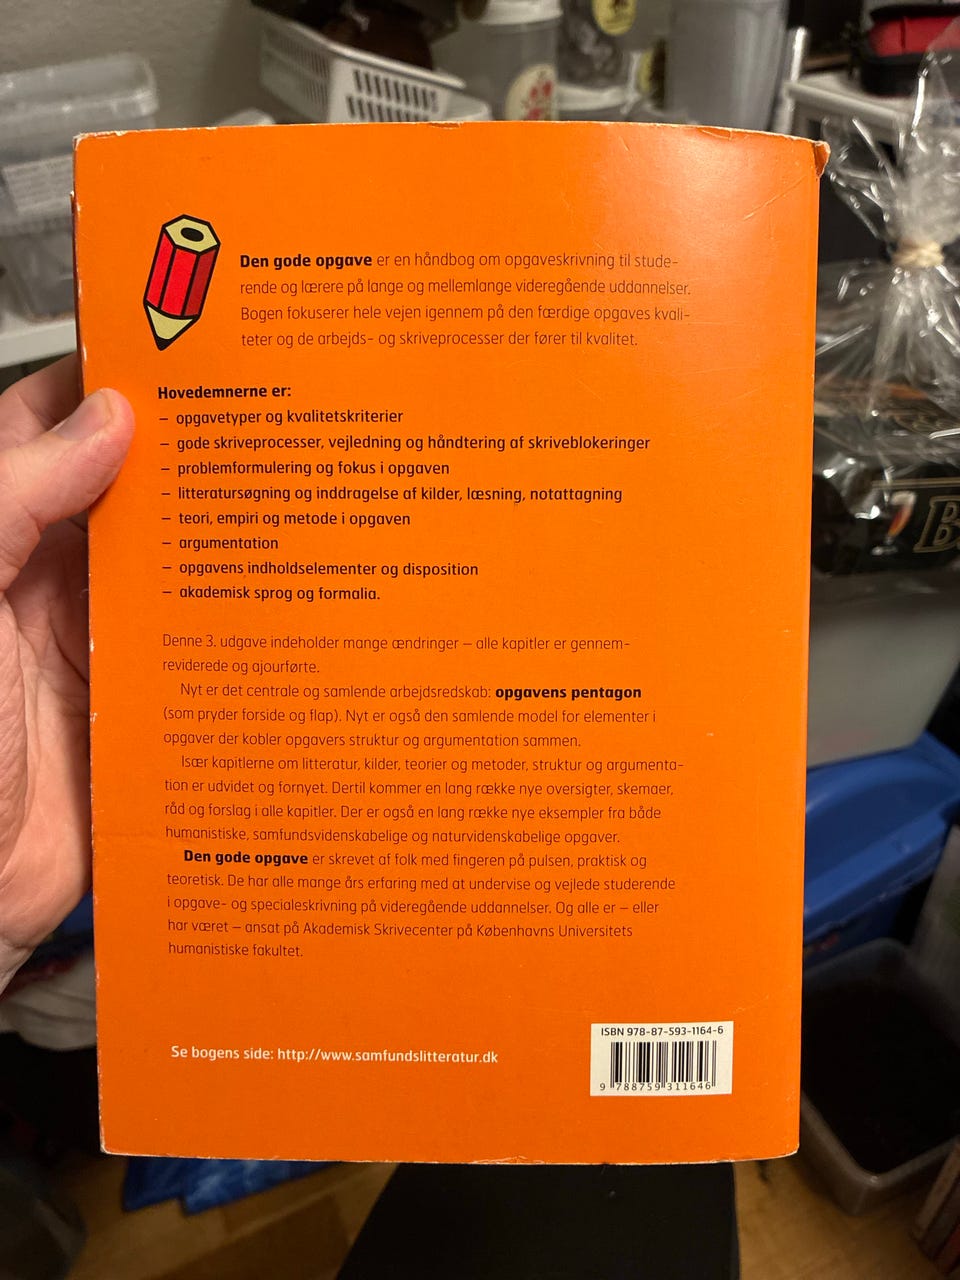 Den gode opgave er en håndbog om opgaveskrivning til stude-
rende og lærere på lange og mellemlange videregående uddannelser.
Bogen fokuserer hele vejen igennem på den færdige opgaves kvali-
teter og de arbejds- og skriveprocesser der fører til kvalitet.
Hovedemnerne er:
– opgavetyper og kvalitetskriterier
– gode skriveprocesser, vejledning og håndtering af skriveblokeringer
– problemformulering og fokus i opgaven
– litteratursøgning og inddragelse af kilder, læsning, notattagning
– teori, empiri og metode i opgaven
– argumentation
– opgavens indholdselementer og disposition
– akademisk sprog og formalia.
Denne 3. udgave indeholder mange ændringer – alle kapitler er gennem-
reviderede og ajourførte.
Nyt er det centrale og samlende arbejdsredskab: opgavens pentagon
(som pryder forside og flap). Nyt er også den samlende model for elementer i
opgaver der kobler opgavers struktur og argumentation sammen.
Især kapitlerne om litteratur, kilder, teorier og metoder, struktur og argumenta-
tion er udvidet og fornyet. Dertil kommer en lang række nye oversigter, skemaer,
råd og forslag i alle kapitler. Der er også en lang række nye eksempler fra både
humanistiske, samfundsvidenskabelige og naturvidenskabelige opgaver.
Den gode opgave er skrevet af folk med fingeren på pulsen, praktisk og
teoretisk. De har alle mange års erfaring med at undervise og vejlede studerende
i opgave- og specialeskrivning på videregående uddannelser. Og alle er – eller
har været – ansat på Akademisk Skrivecenter på Københavns Universitets
humanistiske fakultet.
Se bogens side: http://www.samfundslitteratur.dk
ISBN 978-87-593-1164-6
9 788759 311646